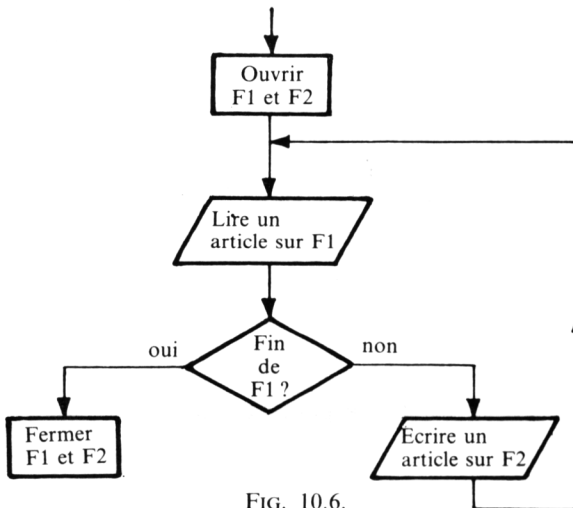 Ouvrir
F1 et F2
Lire un
article sur F1
oui
Fin
de
F1 ?
non
Fermer
F1 et F2
Ecrire un
article sur F2
FIG. 10.6.